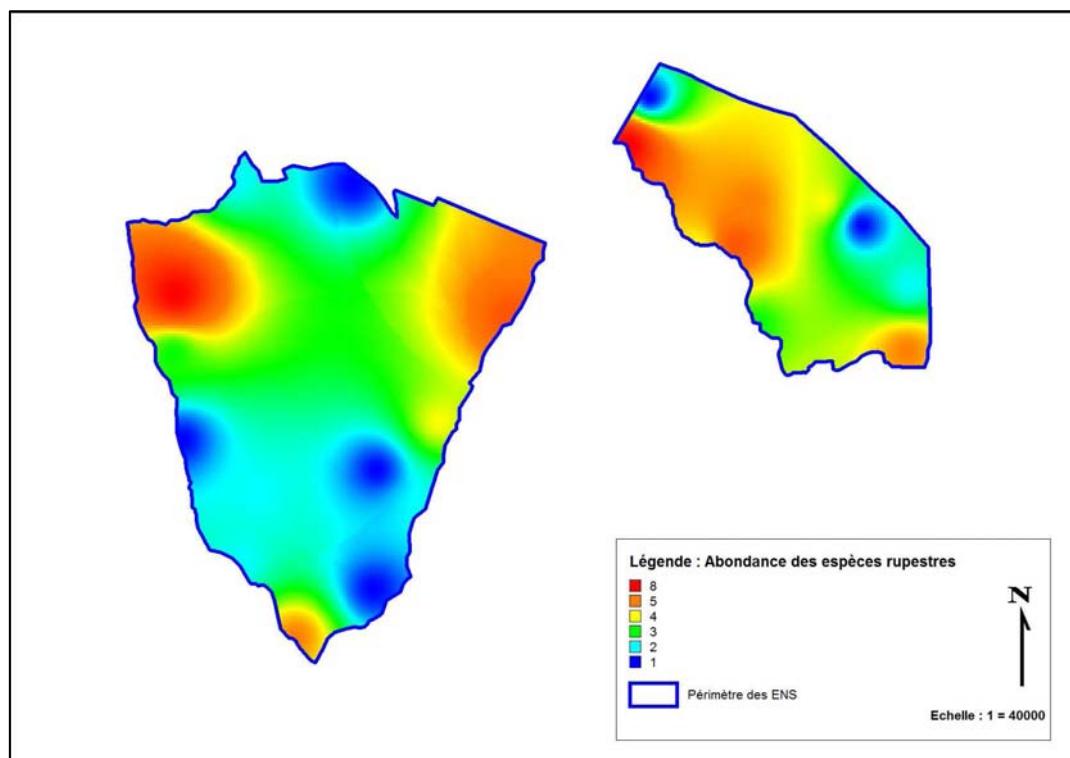 Légende : Abondance des espèces rupestres
8
5
4
3
2
1
Périmètre des ENS
N
Echelle : 1 = 40000